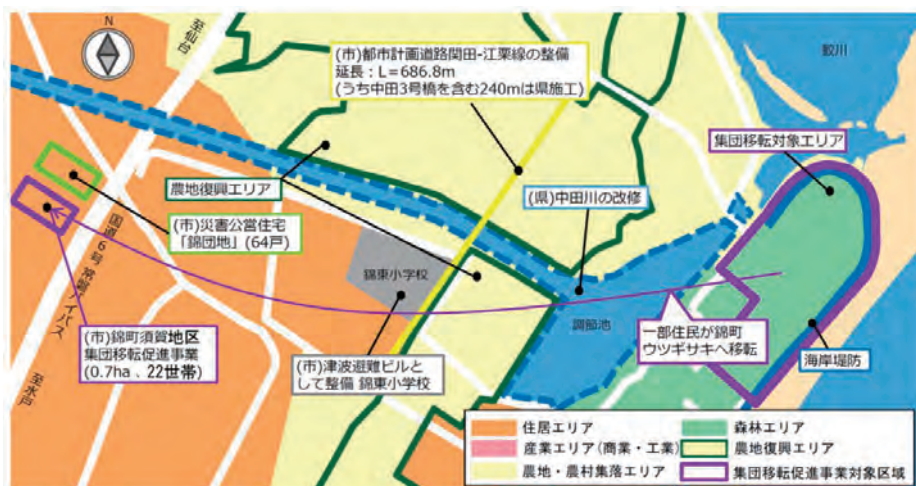 N
至仙台
(市)都市計画道路関田-江栗線の整備
延長：L＝686.8m
(うち中田3号橋を含む240mは県施工)
鮫川
集団移転対象エリア
農地復興エリア
(県)中田川の改修
(市)災害公営住宅
「錦団地」(64戸)
国道6号 常磐バイパス
錦東小学校
調節池
(市)錦町須賀地区
集団移転促進事業
(0.7ha 、22世帯)
一部住民が錦町
ウツギサキへ移転
(市)津波避難ビルと
して整備 錦東小学校
海岸堤防
至水戸
住居エリア
産業エリア(商業・工業)
農地・農村集落エリア
森林エリア
農地復興エリア
集団移転促進事業対象区域